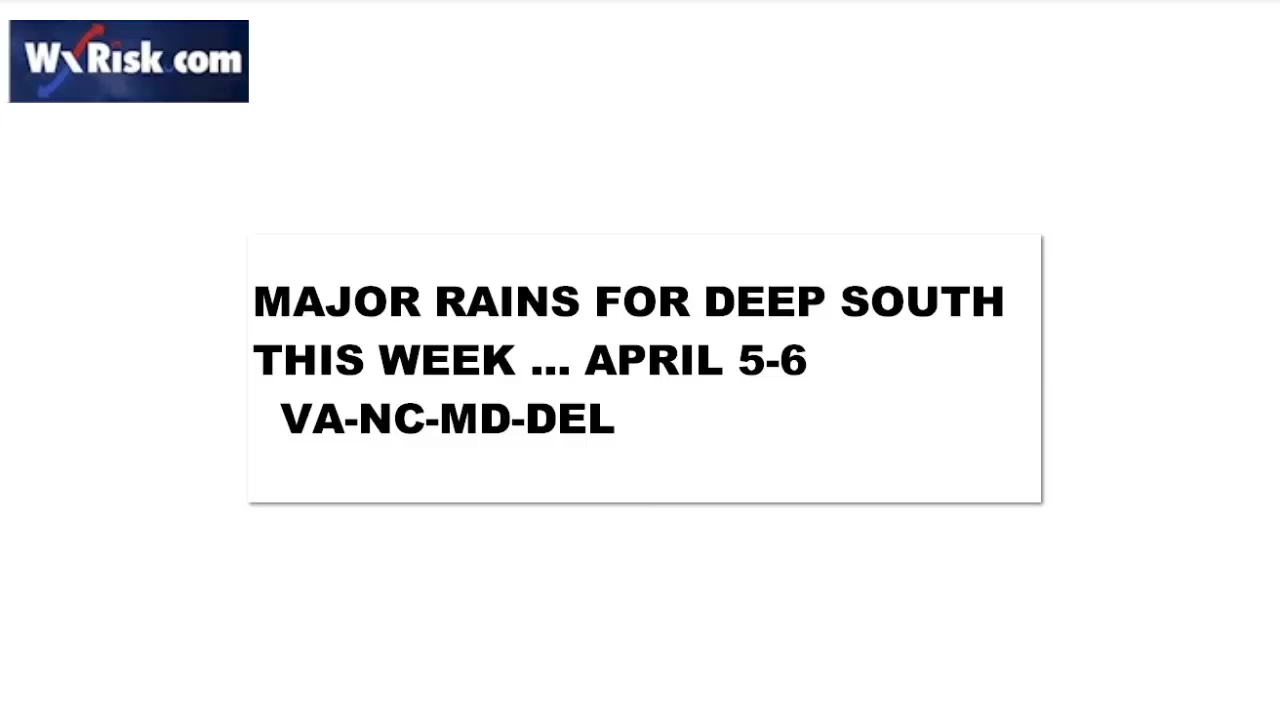 WxRisk.com
MAJOR RAINS FOR DEEP SOUTH
THIS WEEK ... APRIL 5-6
VA-NC-MD-DEL